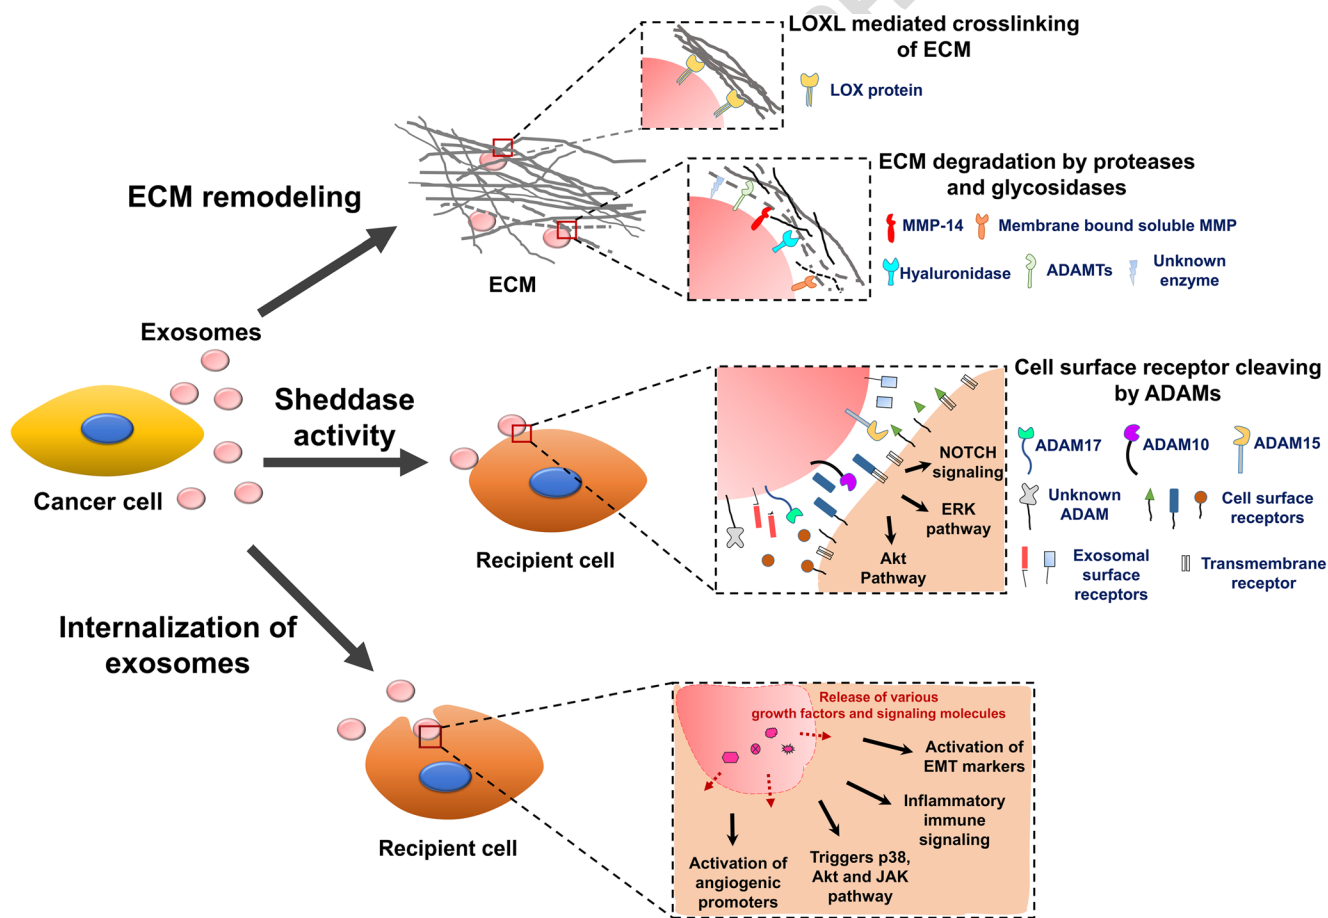 LOXL mediated crosslinking
of ECM
LOX protein
ECM remodeling
ECM
ECM degradation by proteases
and glycosidases
MMP-14
Membrane bound soluble MMP
Hyaluronidase
ADAMTs
Unknown
enzyme
Exosomes
Cancer cell
Sheddase
activity
Recipient cell
NOTCH
signaling
ERK
pathway
Akt
Pathway
Cell surface receptor cleaving
by ADAMs
ADAM17
ADAM10
ADAM15
Unknown
ADAM
Cell surface
receptors
Exosomal
surface
receptors
Transmembrane
receptor
Internalization of
exosomes
Recipient cell
Release of various
growth factors and signaling molecules
Activation of
EMT markers
Inflammatory
immune
signaling
Triggers p38,
Akt and JAK
pathway
Activation of
angiogenic
promoters